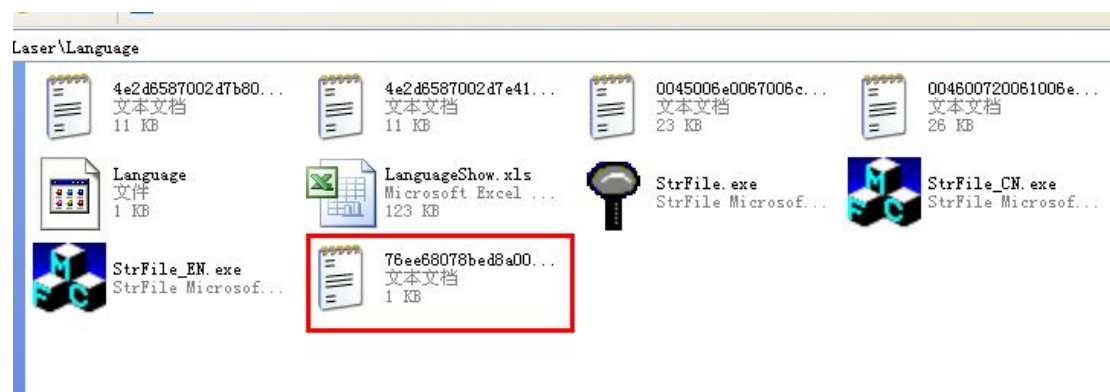 Laser\Language
4e2d6587002d7b80...
文本文档
11 KB
4e2d6587002d7e41...
文本文档
11 KB
0045006e0067006c...
文本文档
23 KB
004600720061006e...
文本文档
26 KB
Language
文件
1 KB
LanguageShow.xls
Microsoft Excel ...
123 KB
StrFile.exe
StrFile Microsof...
StrFile_CN.exe
StrFile Microsof...
StrFile_EN.exe
StrFile Microsof...
76ee68078bed8a00...
文本文档
1 KB